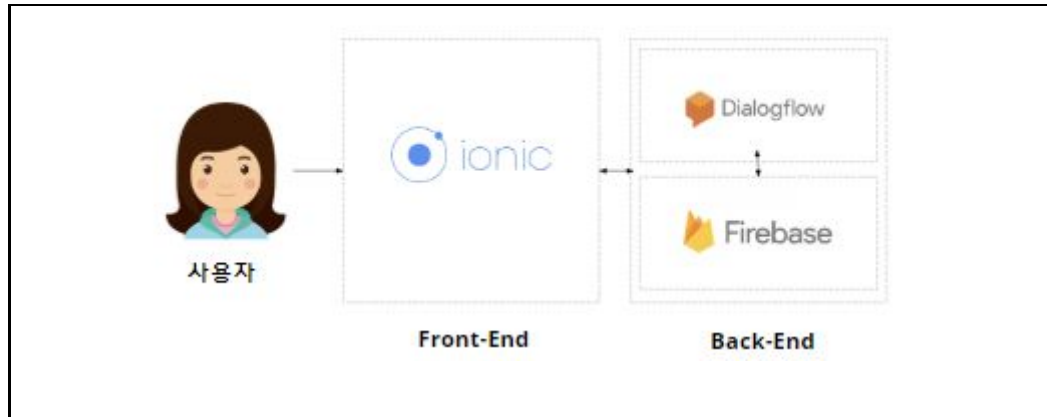 사용자
ionic
Dialogflow
Firebase
Front-End
Back-End